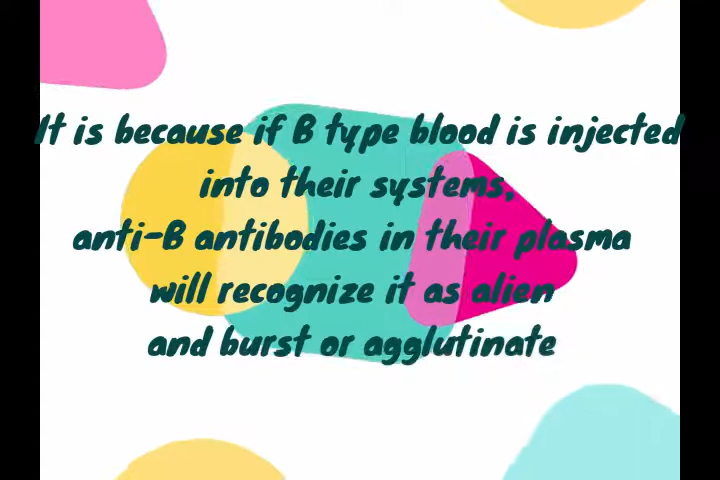 It is because if B type blood is injected
into their systems,
anti-B antibodies in their plasma
will recognize it as alien
and burst or agglutinate